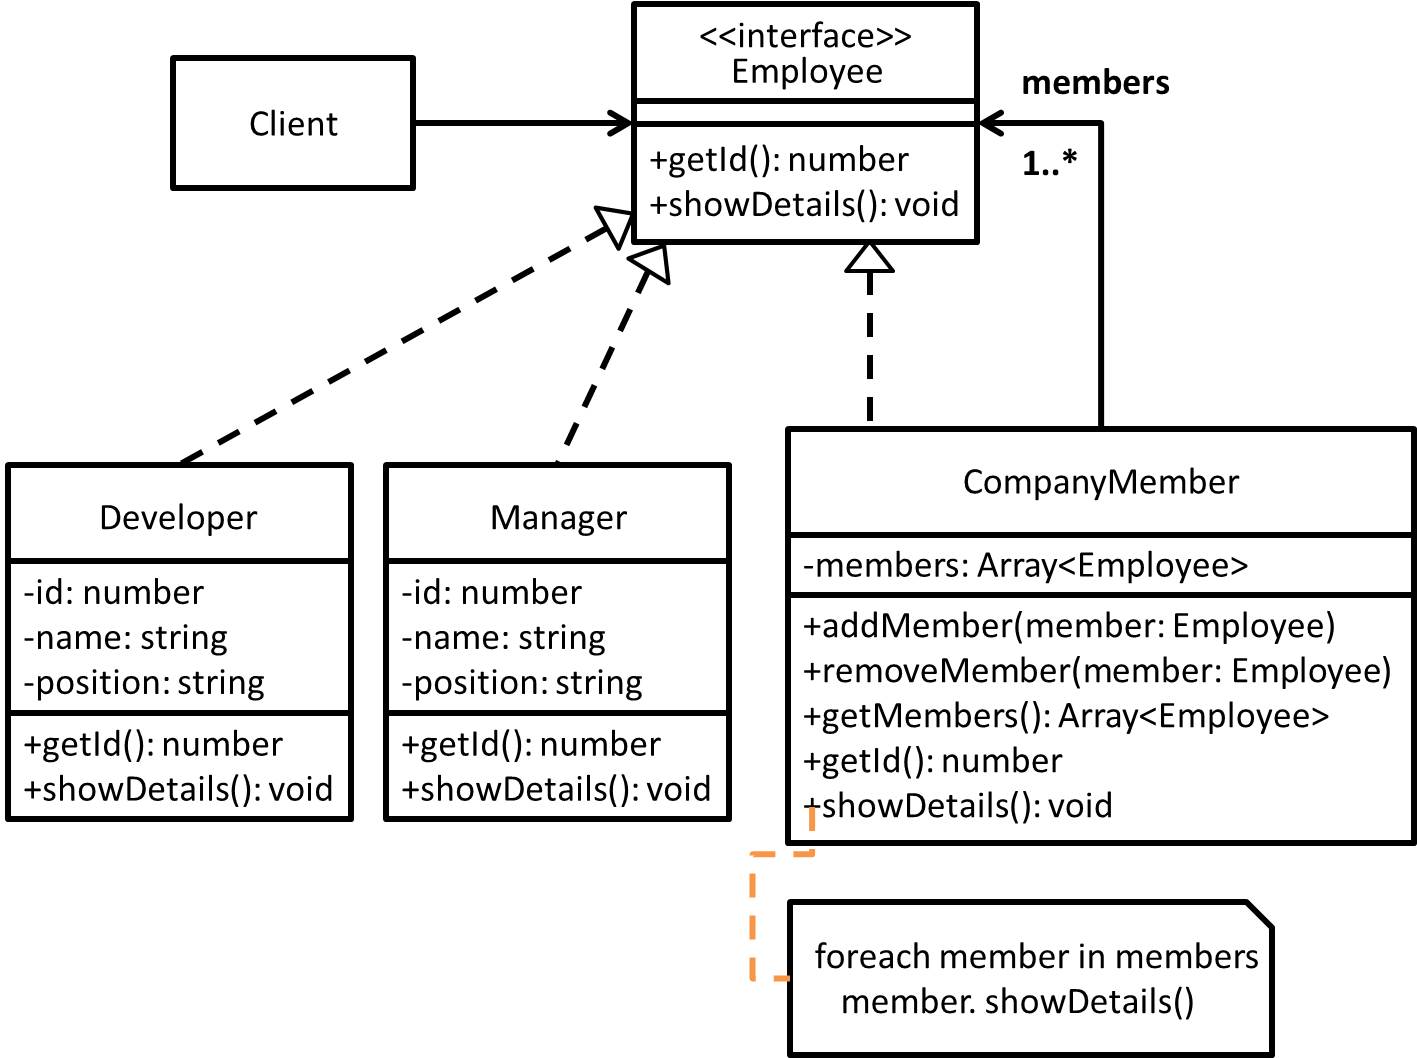 <<interface>>
Employee
+getId(): number
+showDetails(): void
Client
members
1..*
Developer
-id: number
-name: string
-position: string
+getId(): number
+showDetails(): void
Manager
-id: number
-name: string
-position: string
+getId(): number
+showDetails(): void
CompanyMember
-members: Array<Employee>
+addMember(member: Employee)
+removeMember(member: Employee)
+getMembers(): Array<Employee>
+getId(): number
+showDetails(): void
foreach member in members
member. showDetails()